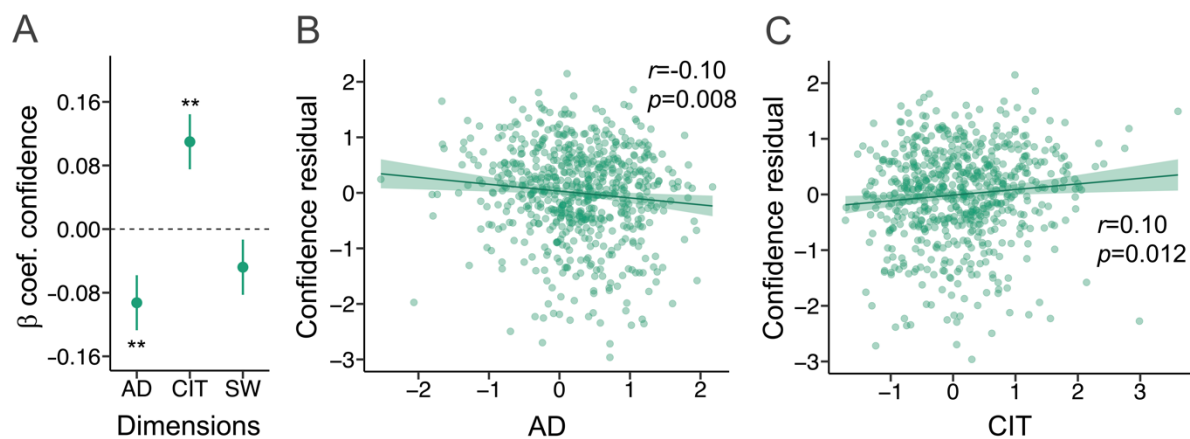 A
β coef. confidence
0.16
0.08
0.00
−0.08
−0.16
**
**
AD CIT SW
Dimensions
B
Confidence residual
2
1
0
−1
−2
−3
r=-0.10
p=0.008
−2 −1 0 1 2
AD
C
Confidence residual
2
1
0
−1
−2
−3
r=0.10
p=0.012
−1 0 1 2 3
CIT